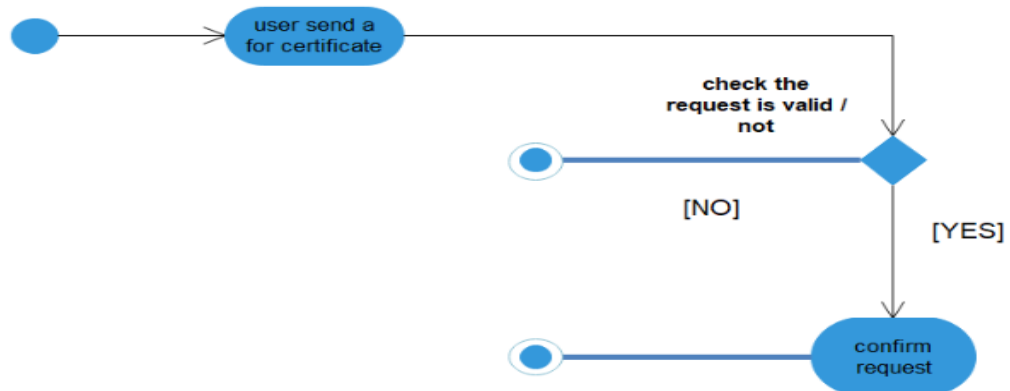 user send a
for certificate
check the
request is valid /
not
[NO]
[YES]
confirm
request